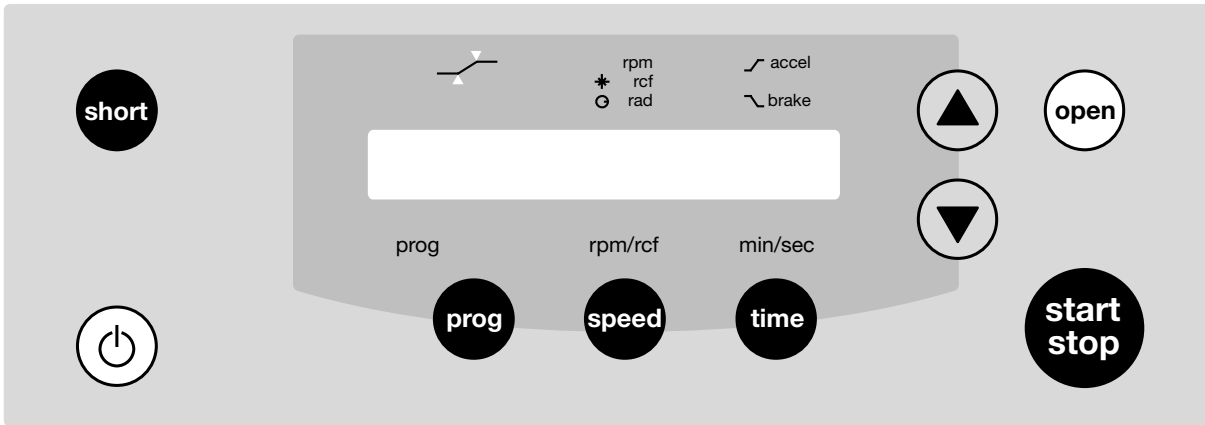 short
rpm
rcf
rad
accel
brake
open
prog
rpm/rcf
min/sec
prog
speed
time
start
stop